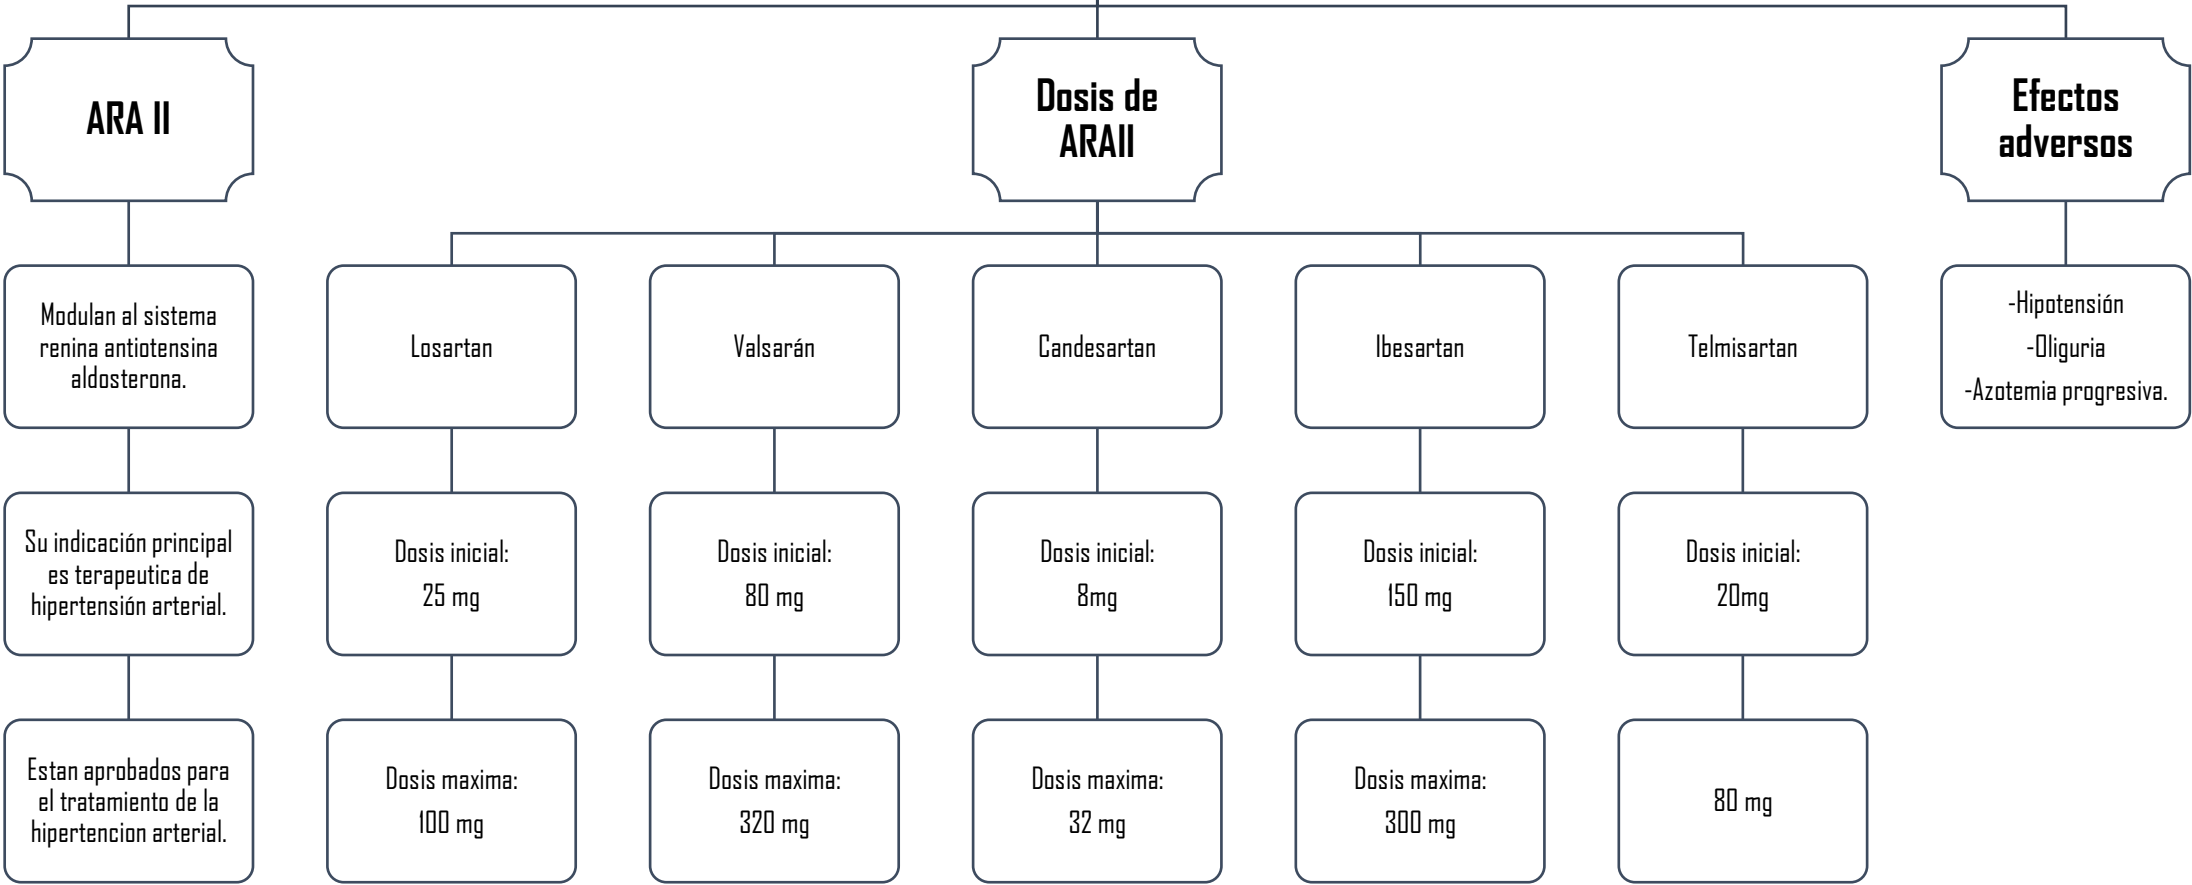 ARA II
Dosis de
ARAII
Efectos
adversos
Modulan al sistema
renina antiotensina
aldosterona.
Losartan
Valsarán
Candesartan
Ibesartan
Telmisartan
-Hipotensión
-Oliguria
-Azotemia progresiva.
Su indicación principal
es terapeutica de
hipertensión arterial.
Dosis inicial:
25 mg
Dosis inicial:
80 mg
Dosis inicial:
8mg
Dosis inicial:
150 mg
Dosis inicial:
20mg
Estan aprobados para
el tratamiento de la
hipertencion arterial.
Dosis maxima:
100 mg
Dosis maxima:
320 mg
Dosis maxima:
32 mg
Dosis maxima:
300 mg
80 mg